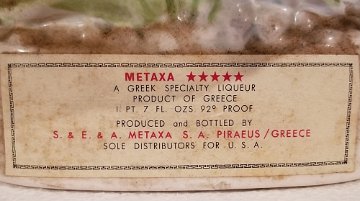 METAXA ★★★★★
A GREEK SPECIALTY LIQUEUR
PRODUCT OF GREECE
1 PT. 7 FL. OZS. 92° PROOF
PRODUCED and BOTTLED BY
S. & E. & A. METAXA S. A. PIRAEUS/GREECE
SOLE DISTRIBUTORS FOR U. S. A.